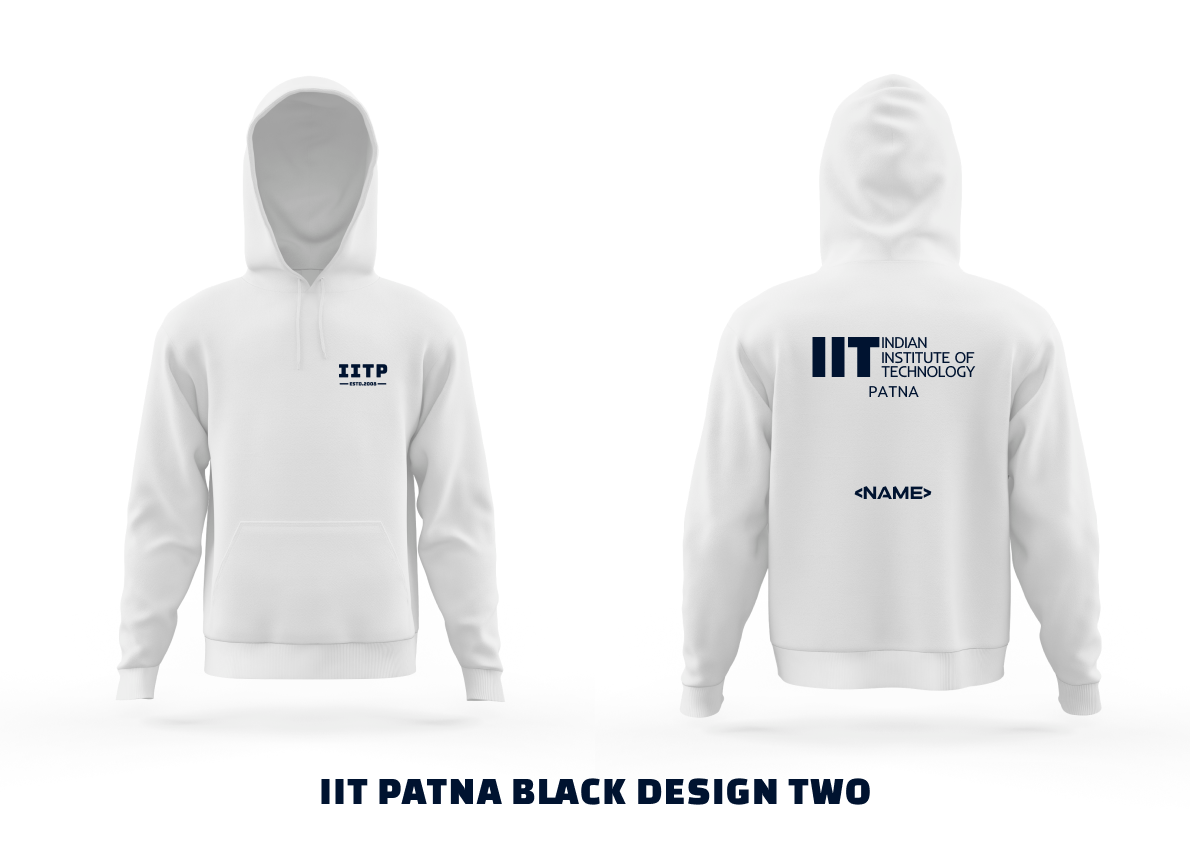 IITP
ESTD.2008
IIT
INDIAN
INSTITUTE OF
TECHNOLOGY
PATNA
<NAME>
IIT PATNA BLACK DESIGN TWO